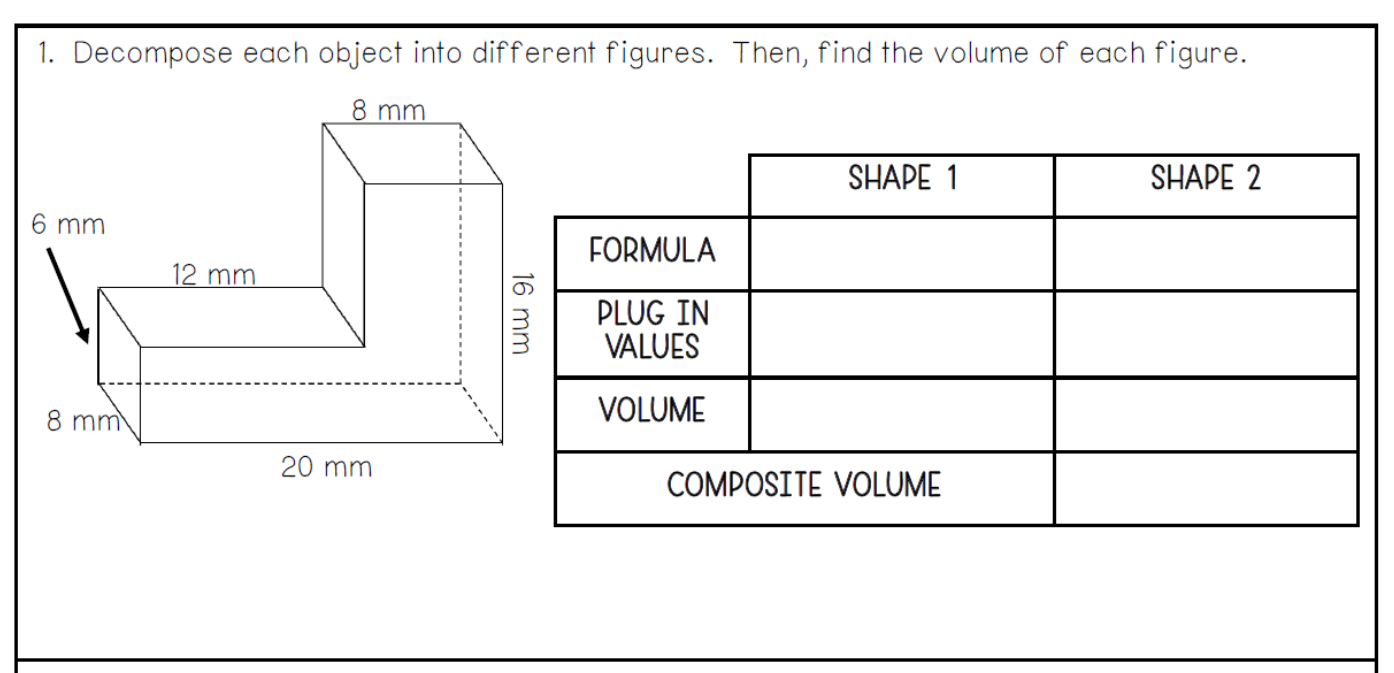 1. Decompose each object into different figures. Then, find the volume of each figure.
8 mm
6 mm
12 mm
16 mm
8 mm
20 mm
SHAPE 1 SHAPE 2
FORMULA
PLUG IN
VALUES
VOLUME
COMPOSITE VOLUME